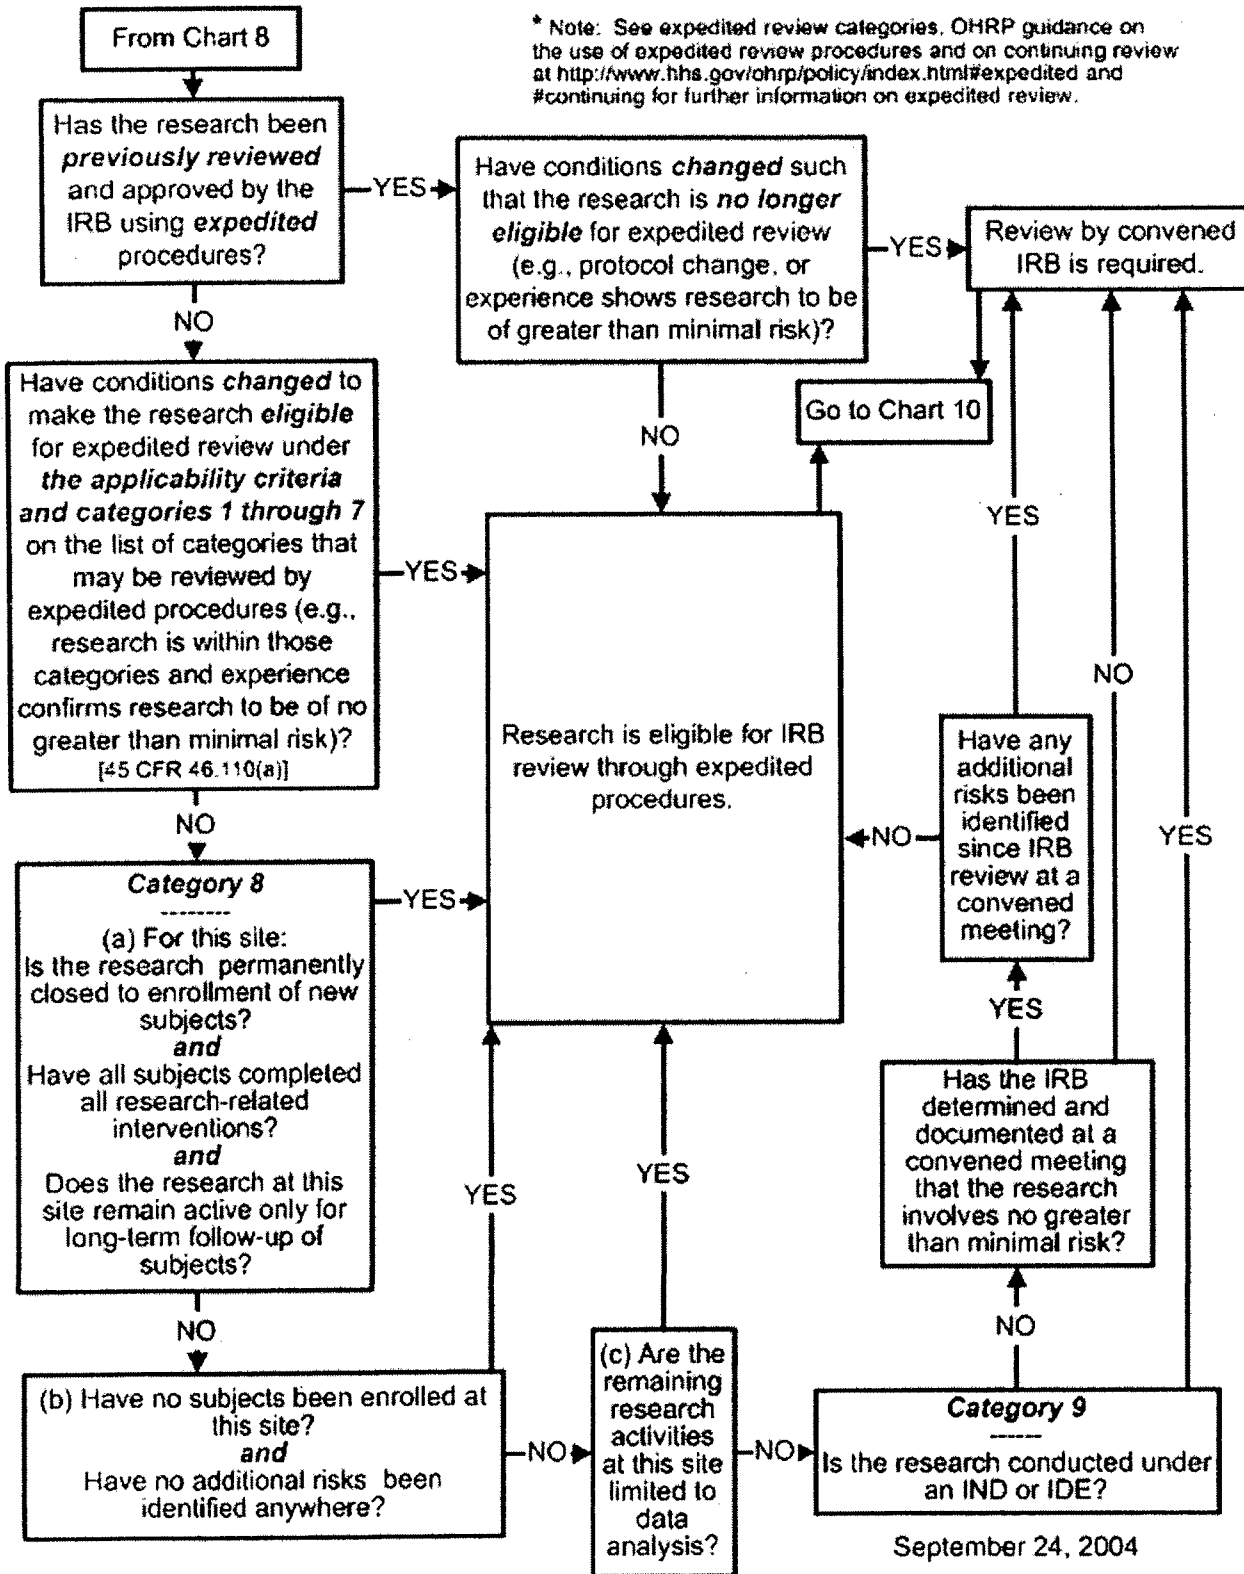 From Chart 8
* Note: See expedited review categories, OHRP guidance on
the use of expedited review procedures and on continuing review
at http://www.hhs.gov/ohrp/policy/index.html#expedited and
#continuing for further information on expedited review.
Has the research been
previously reviewed
and approved by the
IRB using expedited
procedures?
YES
Have conditions changed such
that the research is no longer
eligible for expedited review
(e.g., protocol change, or
experience shows research to be
of greater than minimal risk)?
YES
Review by convened
IRB is required.
NO
NO
Go to Chart 10
Have conditions changed to
make the research eligible
for expedited review under
the applicability criteria
and categories 1 through 7
on the list of categories that
may be reviewed by
expedited procedures (e.g.,
research is within those
categories and experience
confirms research to be of no
greater than minimal risk)?
[45 CFR 46.110(a)]
YES
Research is eligible for IRB
review through expedited
procedures.
YES
NO
YES
Have any
additional
risks been
identified
since IRB
review at a
convened
meeting?
NO
NO
Category 8
--------
(a) For this site:
Is the research permanently
closed to enrollment of new
subjects?
and
Have all subjects completed
all research-related
interventions?
and
Does the research at this
site remain active only for
long-term follow-up of
subjects?
YES
YES
Has the IRB
determined and
documented at a
convened meeting
that the research
involves no greater
than minimal risk?
YES
YES
NO
NO
(b) Have no subjects been enrolled at
this site?
and
Have no additional risks been
identified anywhere?
NO
(c) Are the
remaining
research
activities
at this site
limited to
data
analysis?
NO
Category 9
------
Is the research conducted under
an IND or IDE?
September 24, 2004